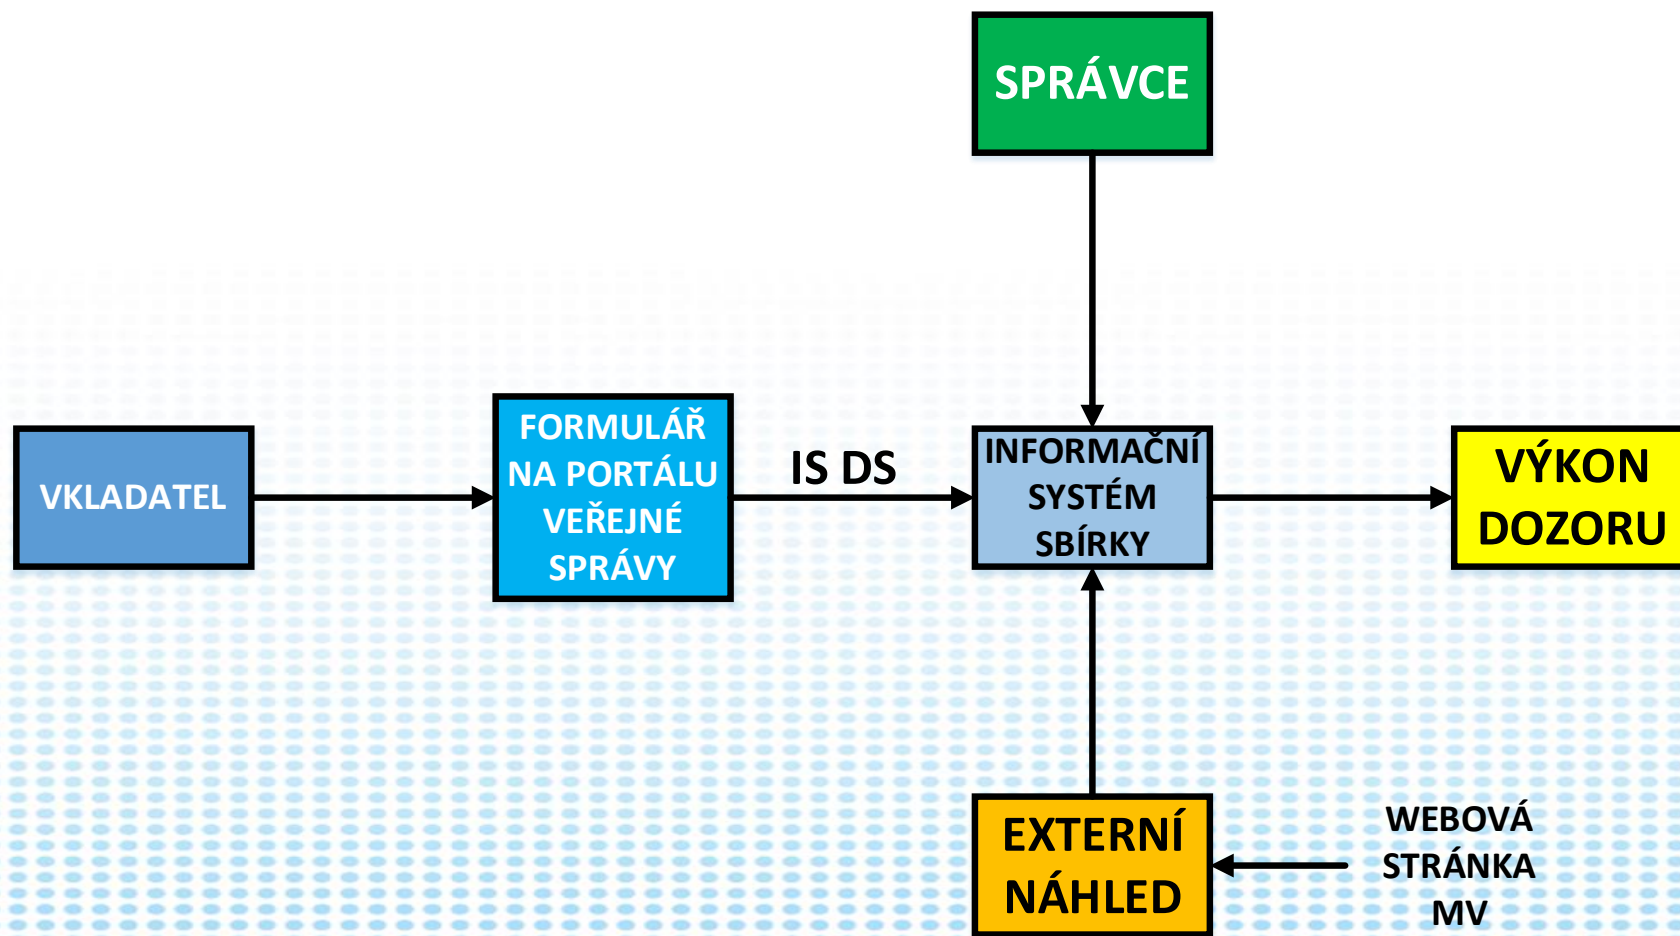 SPRÁVCE
VKLADATEL
FORMULÁŘ
NA PORTÁLU
VEŘEJNÉ
SPRÁVY
IS DS
INFORMAČNÍ
SYSTÉM
SBÍRKY
VÝKON
DOZORU
EXTERNÍ
NÁHLED
WEBOVÁ
STRÁNKA
MV